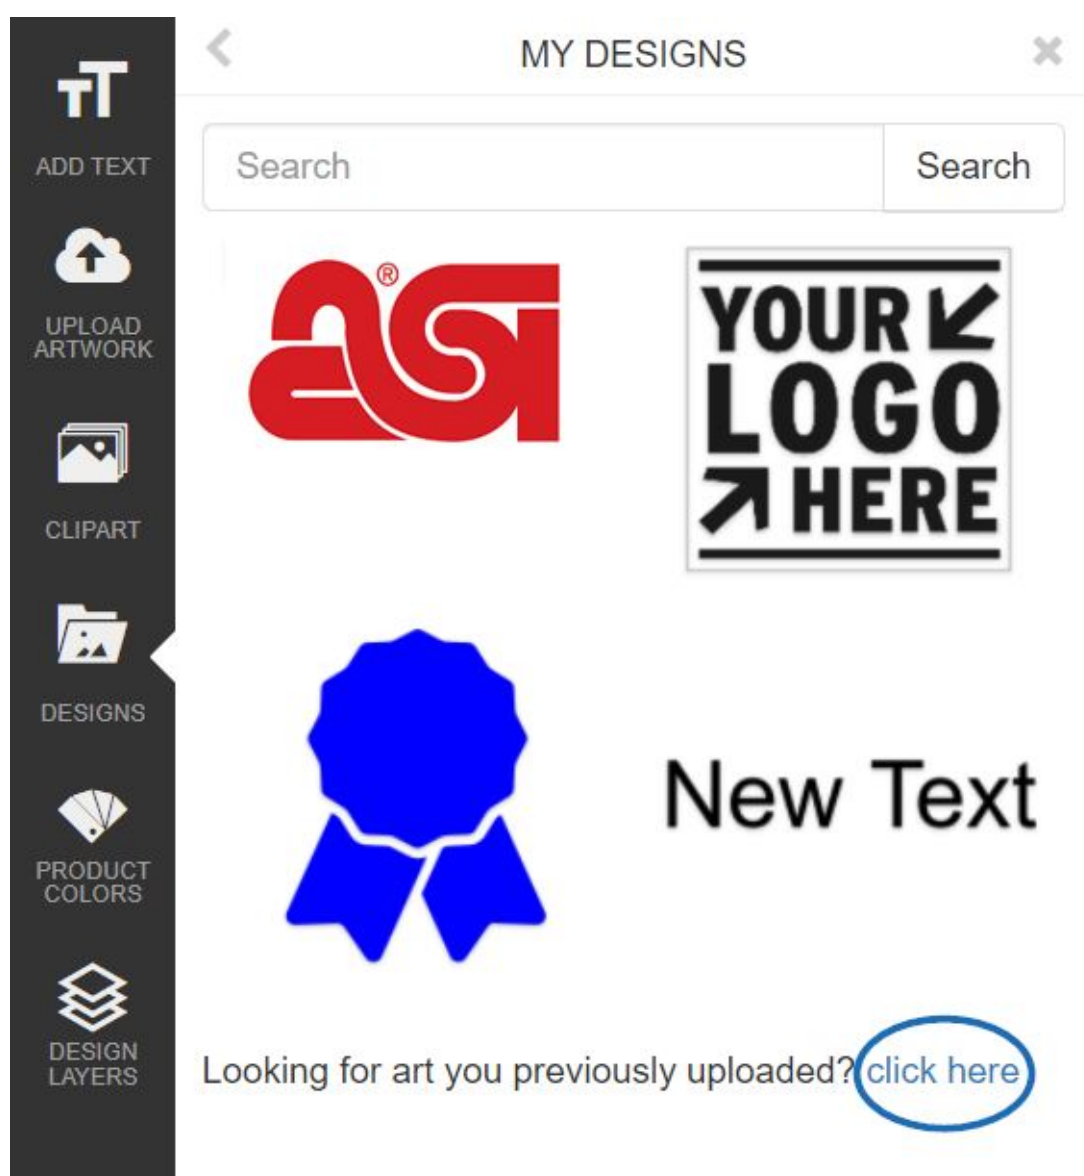 MY DESIGNS
ADD TEXT
UPLOAD
ARTWORK
CLIPART
DESIGNS
PRODUCT
COLORS
DESIGN
LAYERS
Search
Search
asi®
YOUR
LOGO
HERE
New Text
Looking for art you previously uploaded? click here